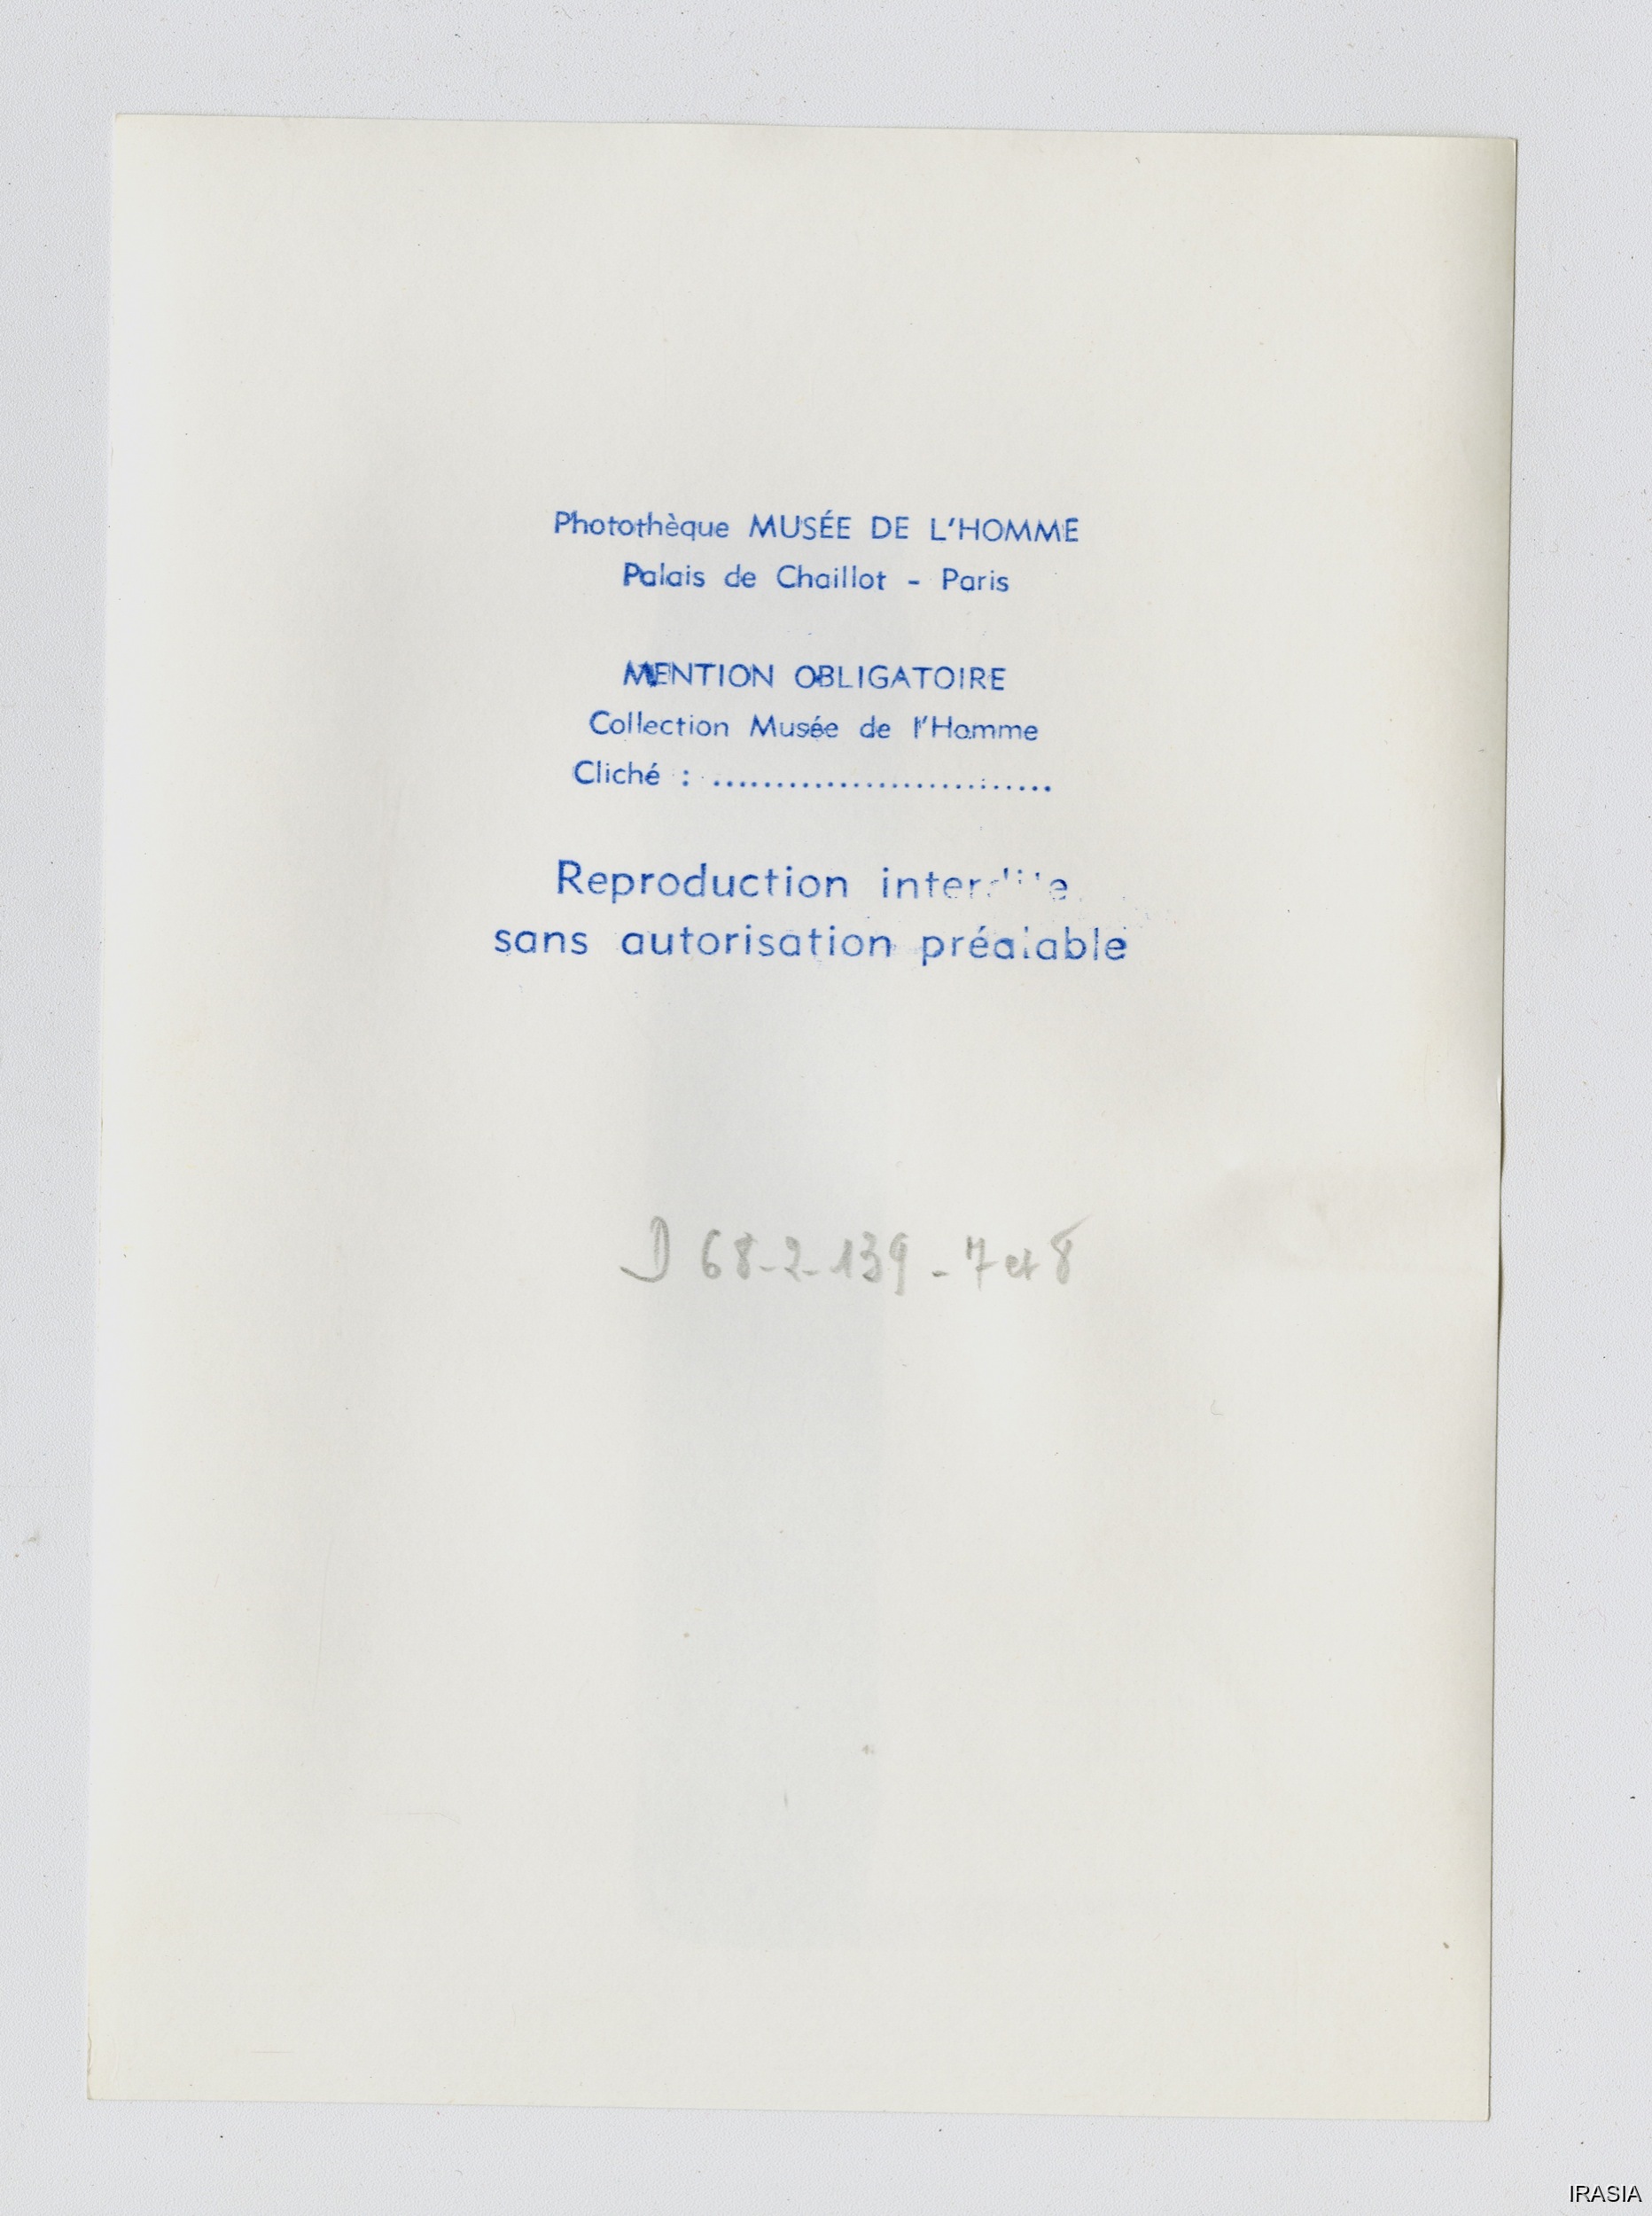 Photothèque MUSÉE DE L'HOMME
Palais de Chaillot - Paris
MENTION OBLIGATOIRE
Collection Musée de l'Homme
Cliché : ...........................
Reproduction interdite
sans autorisation préalable
D 68-2-139-7 et 8
IRASIA